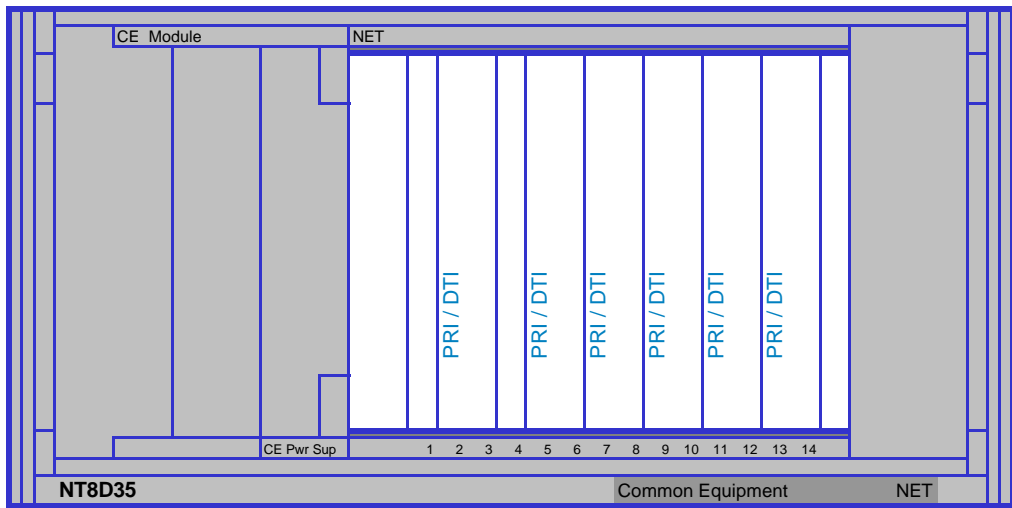 CE Module NET
PRI / DTI
PRI / DTI
PRI / DTI
PRI / DTI
PRI / DTI
PRI / DTI
CE Pwr Sup 1 2 3 4 5 6 7 8 9 10 11 12 13 14
NT8D35 Common Equipment NET